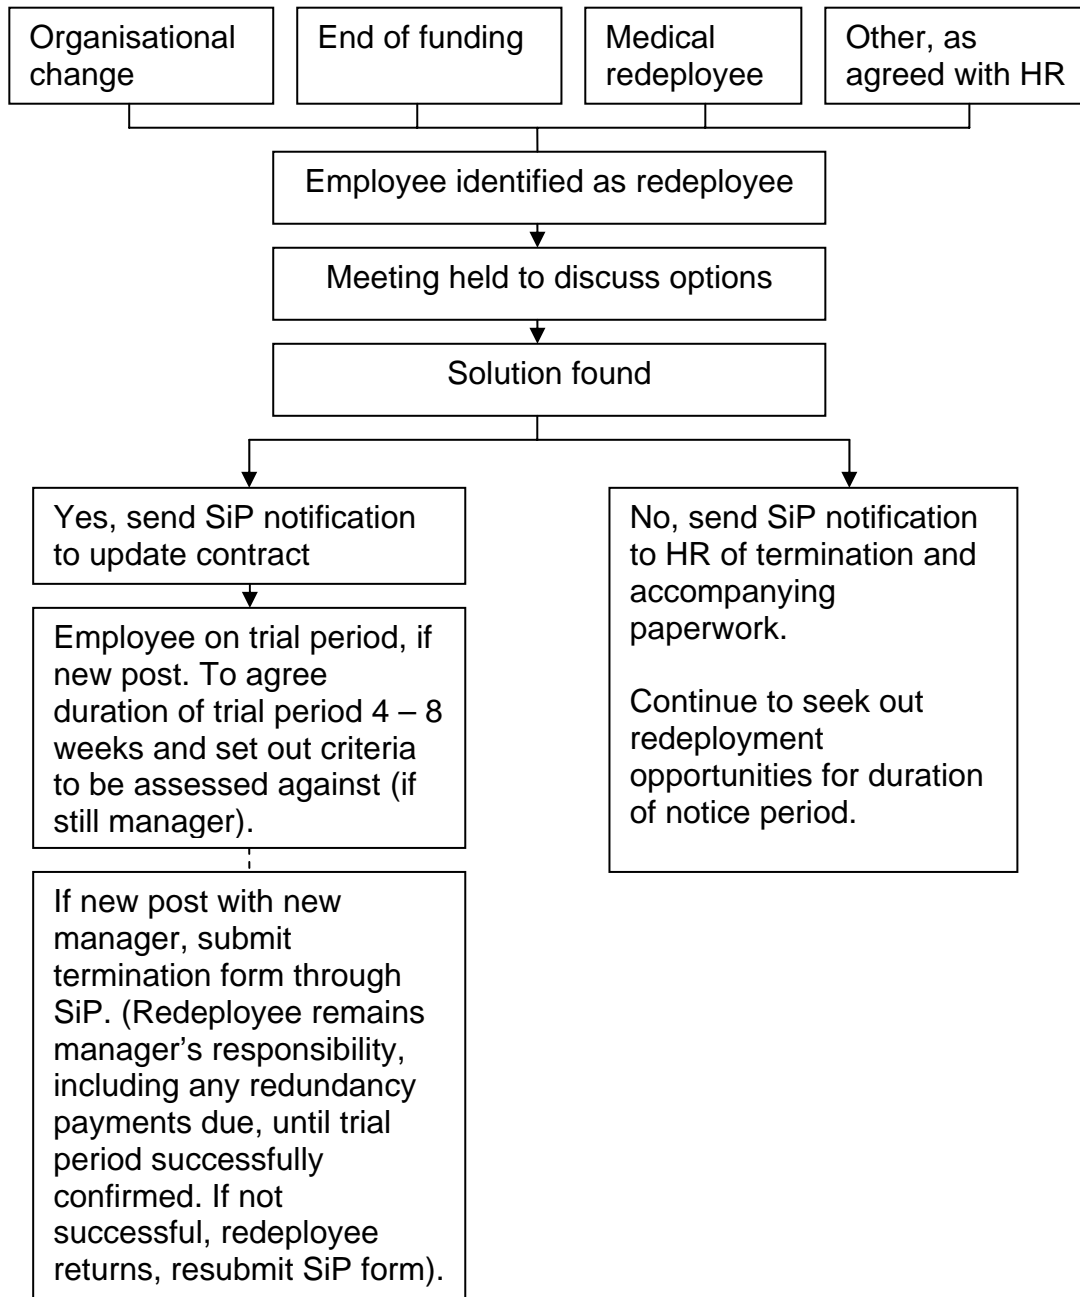 Organisational
change
End of funding
Medical
redeployee
Other, as
agreed with HR
Employee identified as redeployee
Meeting held to discuss options
Solution found
Yes, send SiP notification
to update contract
Employee on trial period, if
new post. To agree
duration of trial period 4 – 8
weeks and set out criteria
to be assessed against (if
still manager).
If new post with new
manager, submit
termination form through
SiP. (Redeployee remains
manager’s responsibility,
including any redundancy
payments due, until trial
period successfully
confirmed. If not
successful, redeployee
returns, resubmit SiP form).
No, send SiP notification
to HR of termination and
accompanying
paperwork.
Continue to seek out
redeployment
opportunities for duration
of notice period.